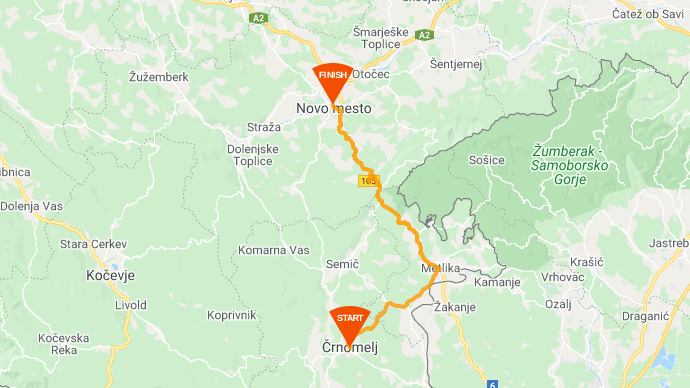 Čatež ob Savi
A2
Šmarješke
Toplice
A2
Šentjernej
FINISH
Otočec
Žužemberk
Novo mesto
Straža
Dolenjske
Toplice
Žumberak -
Samoborsko
Gorje
Sošice
105
Dolenja Vas
Stara Cerkev
Komarna Vas
Semič
Jastreb
Kočevje
Metlika
Krašić
Vrhovac
Kamanje
Livold
Koprivnik
START
Žakanje
Ozalj
Draganić
Kočevska
Reka
Črnomelj
6